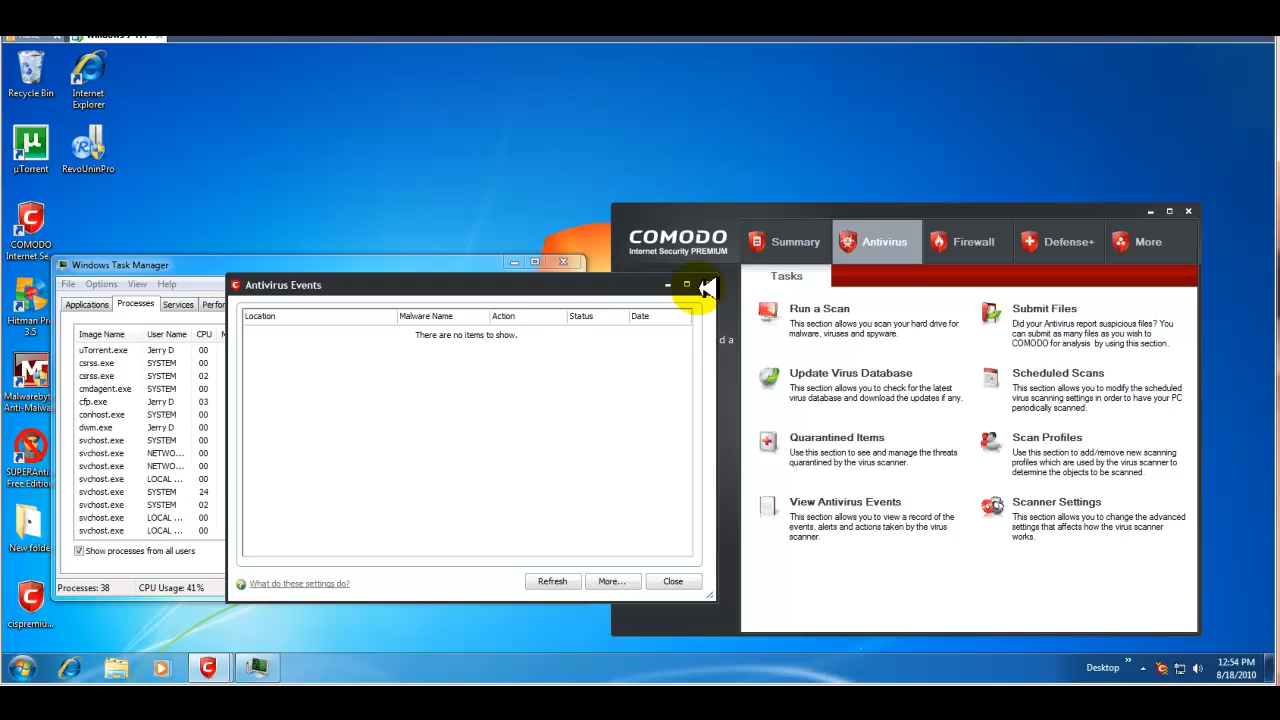 Recycle Bin
Internet
Explorer
µTorrent
RevoUninPro
COMODO
Internet Se...
Hitman Pro
3.5
Malwareby
Anti-Malwa
SUPERAnti
Free Edition
New folde
cispremiu...
Windows Task Manager
File Options View Help
Applications Processes Services Perfor
Image Name User Name CPU M
uTorrent.exe Jerry D 00
csrss.exe SYSTEM 00
csrss.exe SYSTEM 02
cmdagent.exe SYSTEM 00
cfp.exe Jerry D 03
conhost.exe SYSTEM 00
dwm.exe Jerry D 00
svchost.exe SYSTEM 00
svchost.exe NETWO... 00
svchost.exe NETWO... 00
svchost.exe LOCAL ... 00
svchost.exe SYSTEM 24
svchost.exe SYSTEM 02
svchost.exe LOCAL ... 00
svchost.exe LOCAL ... 00
Show processes from all users
Processes: 38 CPU Usage: 41%
Antivirus Events
Location Malware Name Action Status Date
There are no items to show.
What do these settings do?
Refresh More... Close
COMODO
Internet Security PREMIUM
Summary Antivirus Firewall Defense+ More
Tasks
d a
Run a Scan
This section allows you scan your hard drive for
malware, viruses and spyware.
Update Virus Database
This section allows you to check for the latest
virus database and download the updates if any.
Quarantined Items
Use this section to see and manage the threats
quarantined by the virus scanner.
View Antivirus Events
This section allows you to view a record of the
events, alerts and actions taken by the virus
scanner.
Submit Files
Did your Antivirus report suspicious files? You
can submit as many files as you wish to
COMODO for analysis by using this section.
Scheduled Scans
This section allows you to modify the scheduled
virus scanning settings in order to have your PC
periodically scanned.
Scan Profiles
Use this section to add/remove new scanning
profiles which are used by the virus scanner to
determine the objects to be scanned.
Scanner Settings
This section allows you to change the advanced
settings that affects how the virus scanner
works.
Desktop »
12:54 PM
8/18/2010